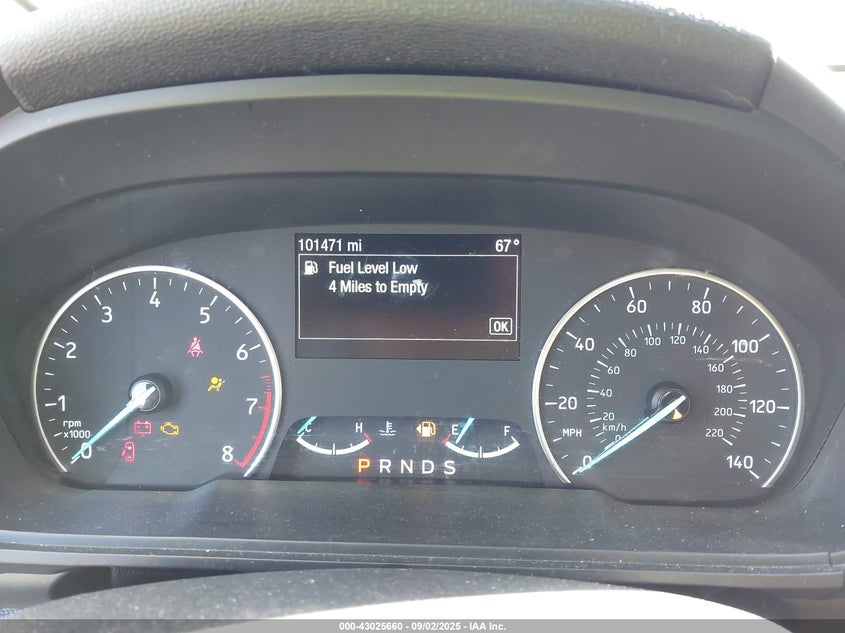 101471 mi 67°
Fuel Level Low
4 Miles to Empty
OK
0 1 2 3 4 5 6 7 8
rpm
x1000
C H
E F
P R N D S
0 20 40 60 80 100 120 140
MPH
0 20 40 60 80 100 120 140 160 180 200 220
km/h
000-43025660 - 09/02/2025 - IAA Inc.